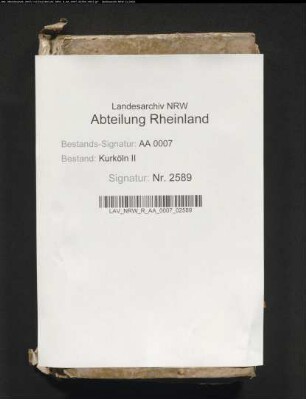 Landesarchiv NRW
Abteilung Rheinland
Bestands-Signatur: AA 0007
Bestand: Kurköln II
Signatur: Nr. 2589
LAV_NRW_R_AA_0007_02589